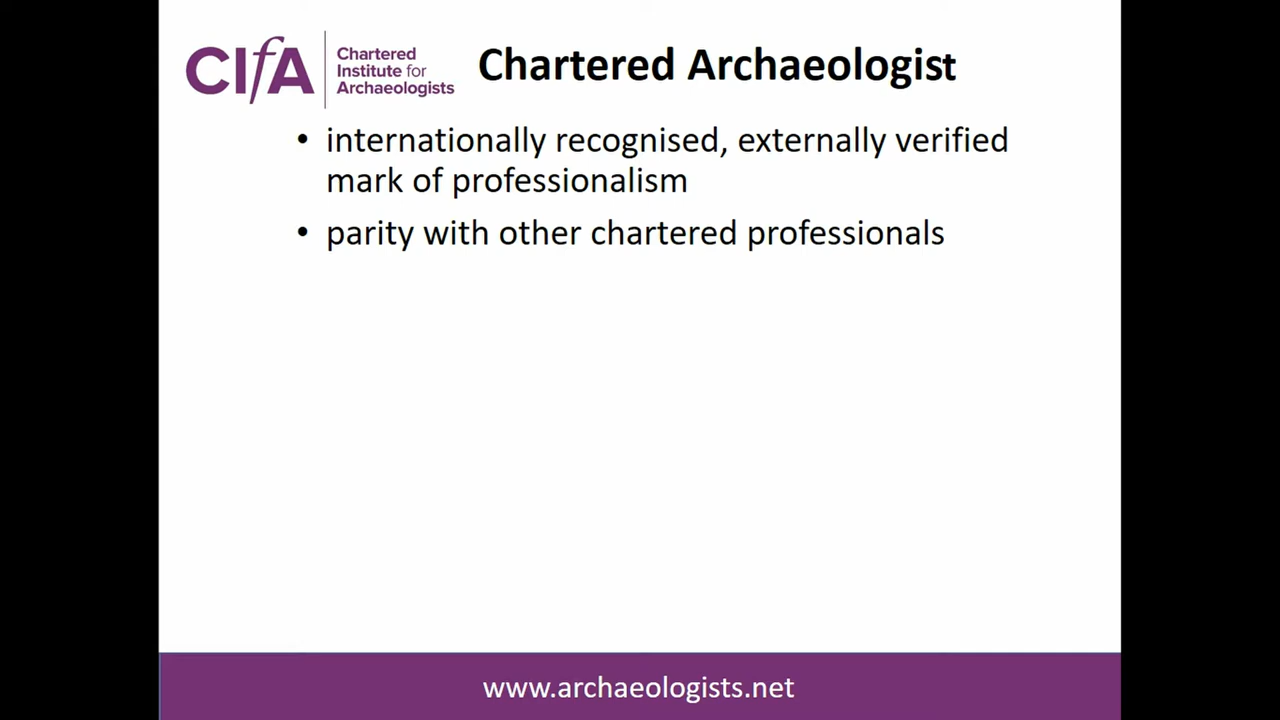 CIfA
Chartered
Institute for
Archaeologists
Chartered Archaeologist
• internationally recognised, externally verified
mark of professionalism
• parity with other chartered professionals
www.archaeologists.net